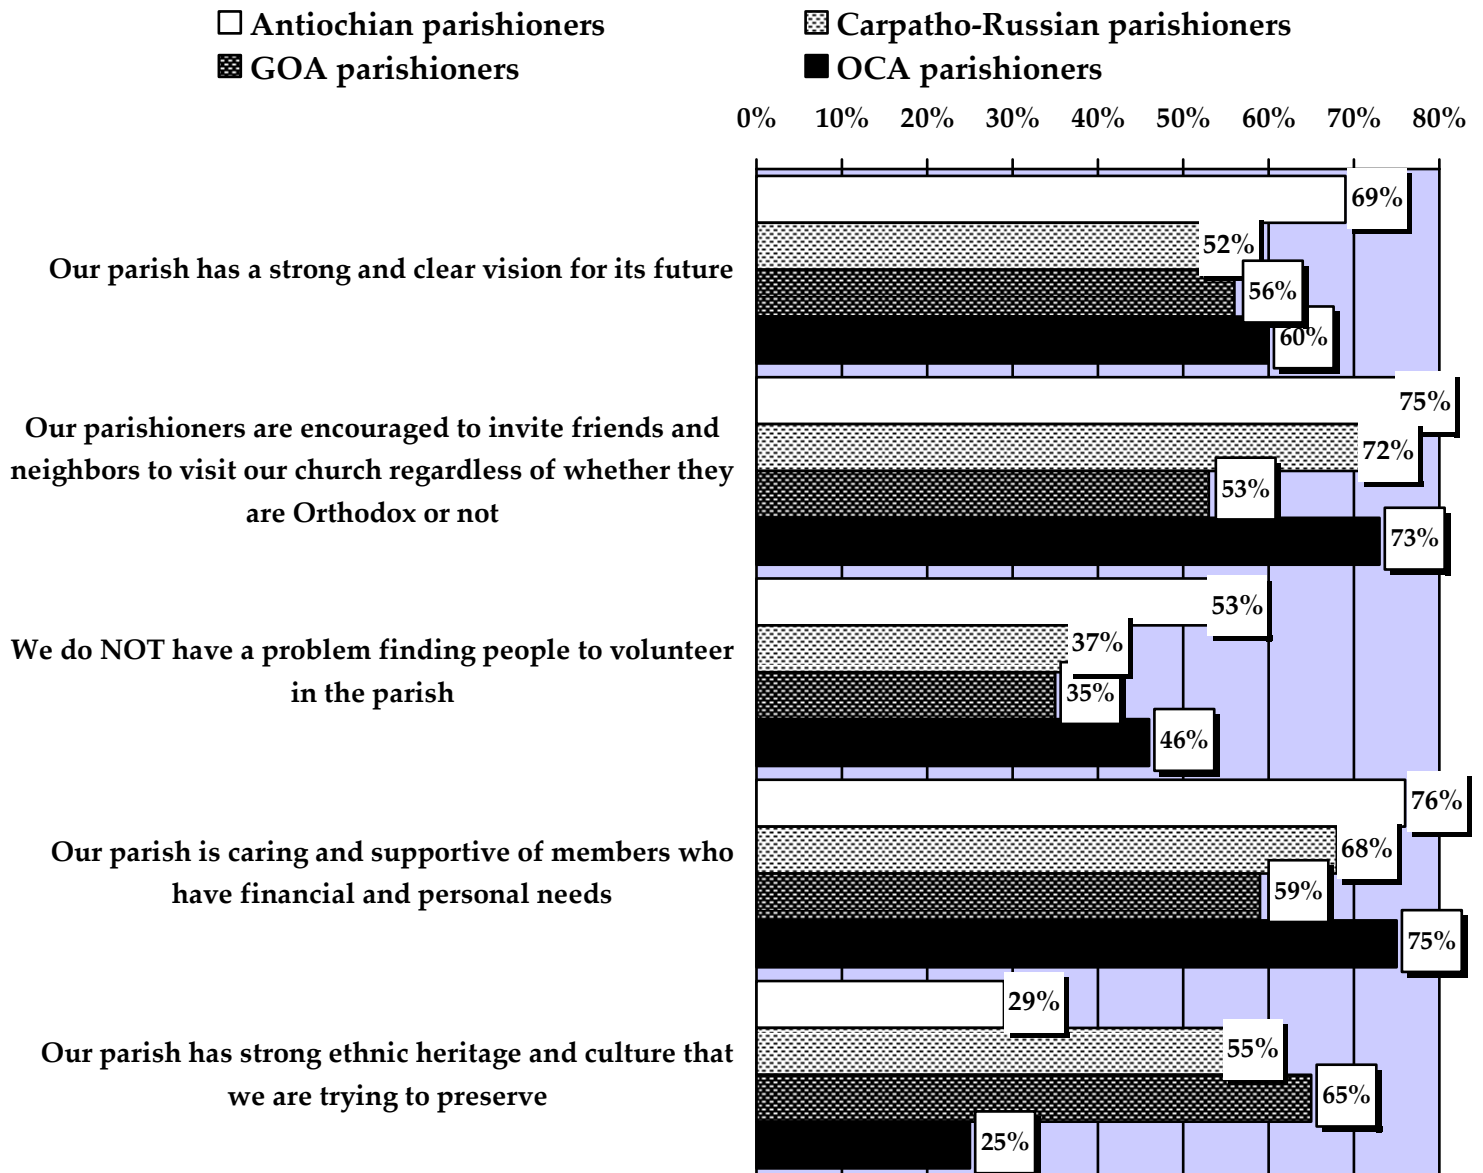 Antiochian parishioners Carpatho-Russian parishioners
GOA parishioners OCA parishioners
0% 10% 20% 30% 40% 50% 60% 70% 80%
69%
52%
Our parish has a strong and clear vision for its future
56%
60%
75%
Our parishioners are encouraged to invite friends and
72%
neighbors to visit our church regardless of whether they
53%
are Orthodox or not
73%
53%
We do NOT have a problem finding people to volunteer
37%
in the parish
35%
46%
76%
Our parish is caring and supportive of members who
68%
have financial and personal needs
59%
75%
29%
Our parish has strong ethnic heritage and culture that
55%
we are trying to preserve
65%
25%